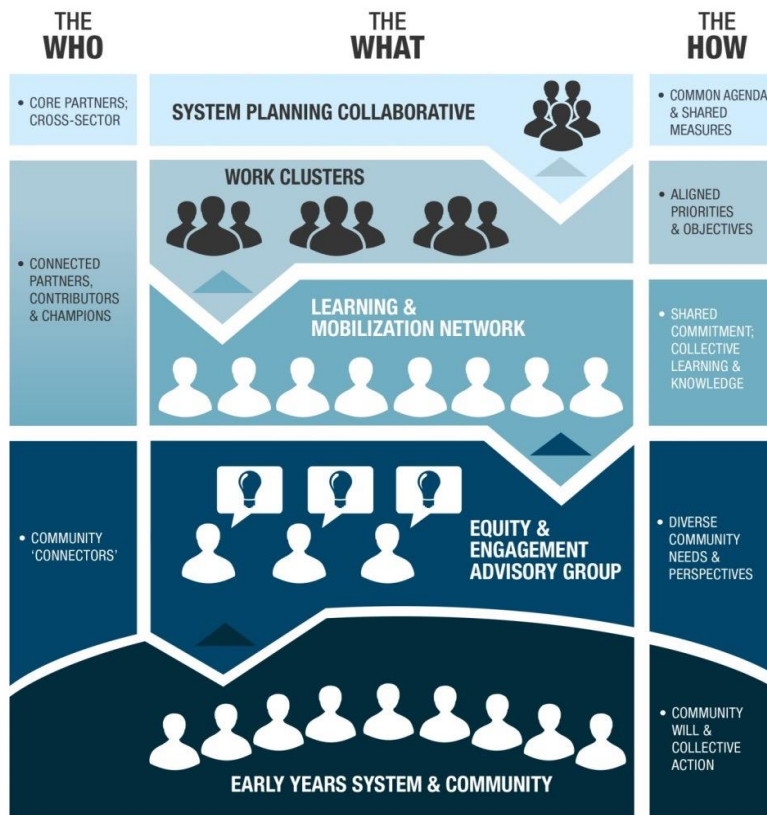 THE
WHO
THE
WHAT
THE
HOW
• CORE PARTNERS;
CROSS-SECTOR
SYSTEM PLANNING COLLABORATIVE
• COMMON AGENDA
& SHARED
MEASURES
WORK CLUSTERS
• ALIGNED
PRIORITIES
& OBJECTIVES
• CONNECTED
PARTNERS,
CONTRIBUTORS
& CHAMPIONS
LEARNING &
MOBILIZATION NETWORK
• SHARED
COMMITMENT;
COLLECTIVE
LEARNING &
KNOWLEDGE
• COMMUNITY
‘CONNECTORS’
EQUITY &
ENGAGEMENT
ADVISORY GROUP
• DIVERSE
COMMUNITY
NEEDS &
PERSPECTIVES
EARLY YEARS SYSTEM & COMMUNITY
• COMMUNITY
WILL &
COLLECTIVE
ACTION